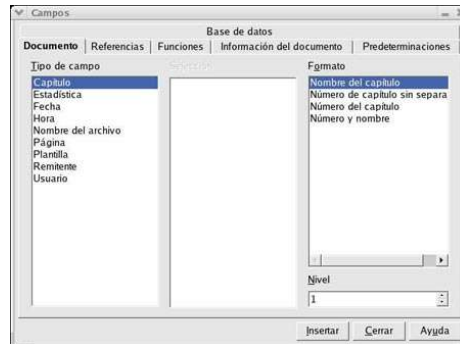 Campos
Base de datos
Documento Referencias Funciones Información del documento Predeterminaciones
Tipo de campo
Selección
Formato
Capítulo
Estadística
Fecha
Hora
Nombre del archivo
Página
Plantilla
Remitente
Usuario
Nombre del capítulo
Número de capítulo sin separa
Número del capítulo
Número y nombre
Nivel
1
Insertar Cerrar Ayuda